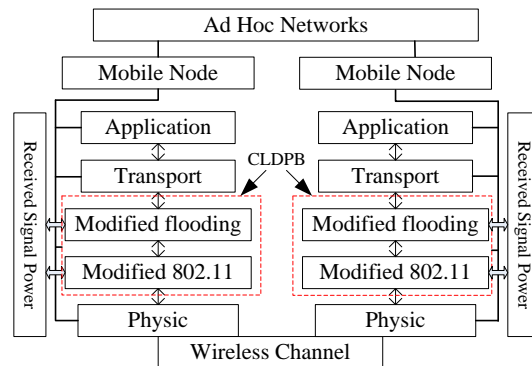 Ad Hoc Networks
Mobile Node
Mobile Node
Application
Application
CLDPB
Transport
Transport
Received Signal Power
Modified flooding
Modified flooding
Received Signal Power
Modified 802.11
Modified 802.11
Physic
Physic
Wireless Channel